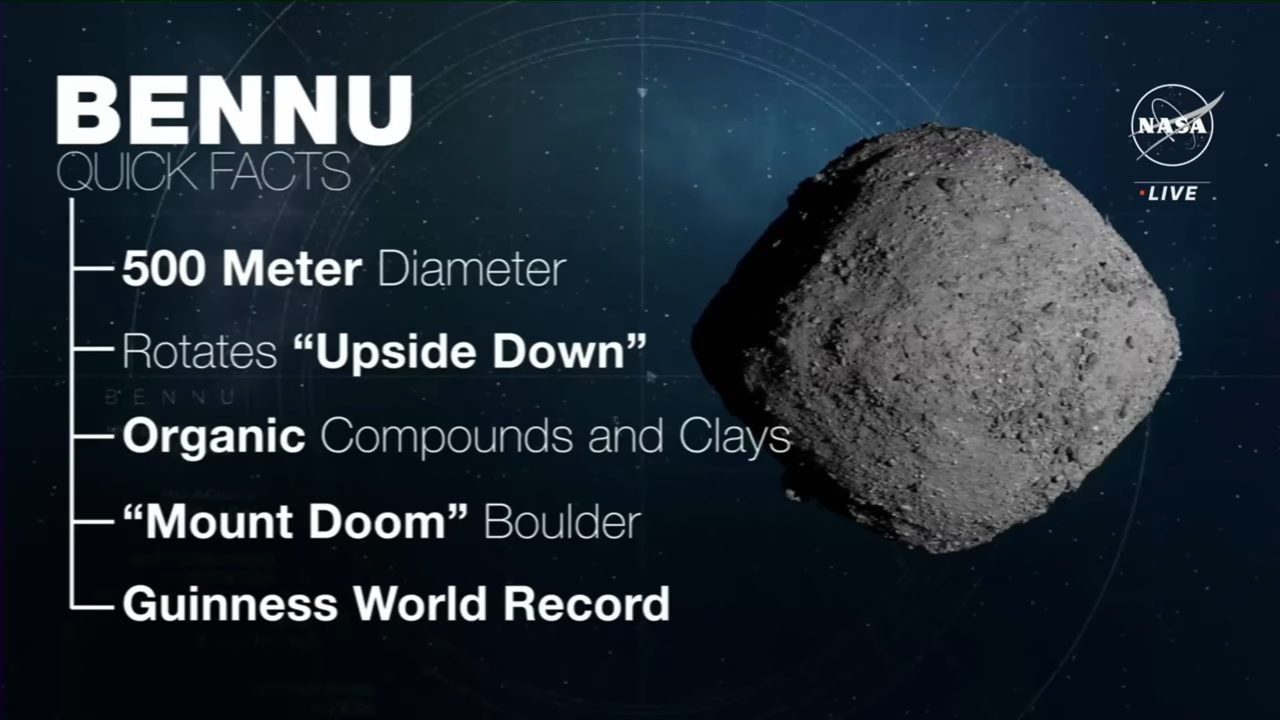 BENNU
QUICK FACTS
500 Meter Diameter
Rotates “Upside Down”
BENNU
Organic Compounds and Clays
“Mount Doom” Boulder
Guinness World Record
NASA
LIVE